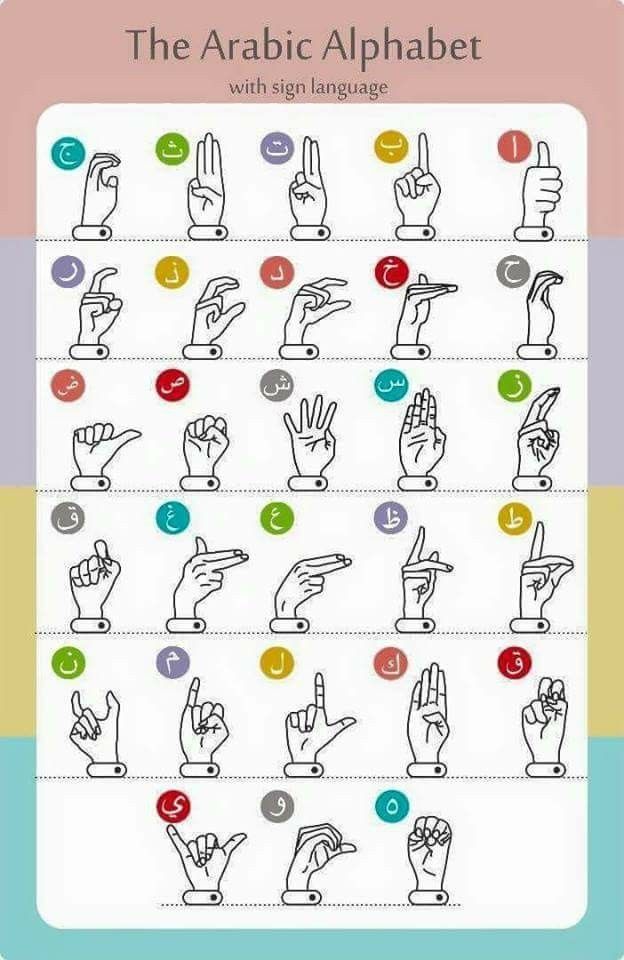 The Arabic Alphabet
with sign language
ا ب ت ث ج
ح خ د ذ ر
ز س ش ص ض
ط ظ ع غ ق
ق ك ل م ن
ه و ي